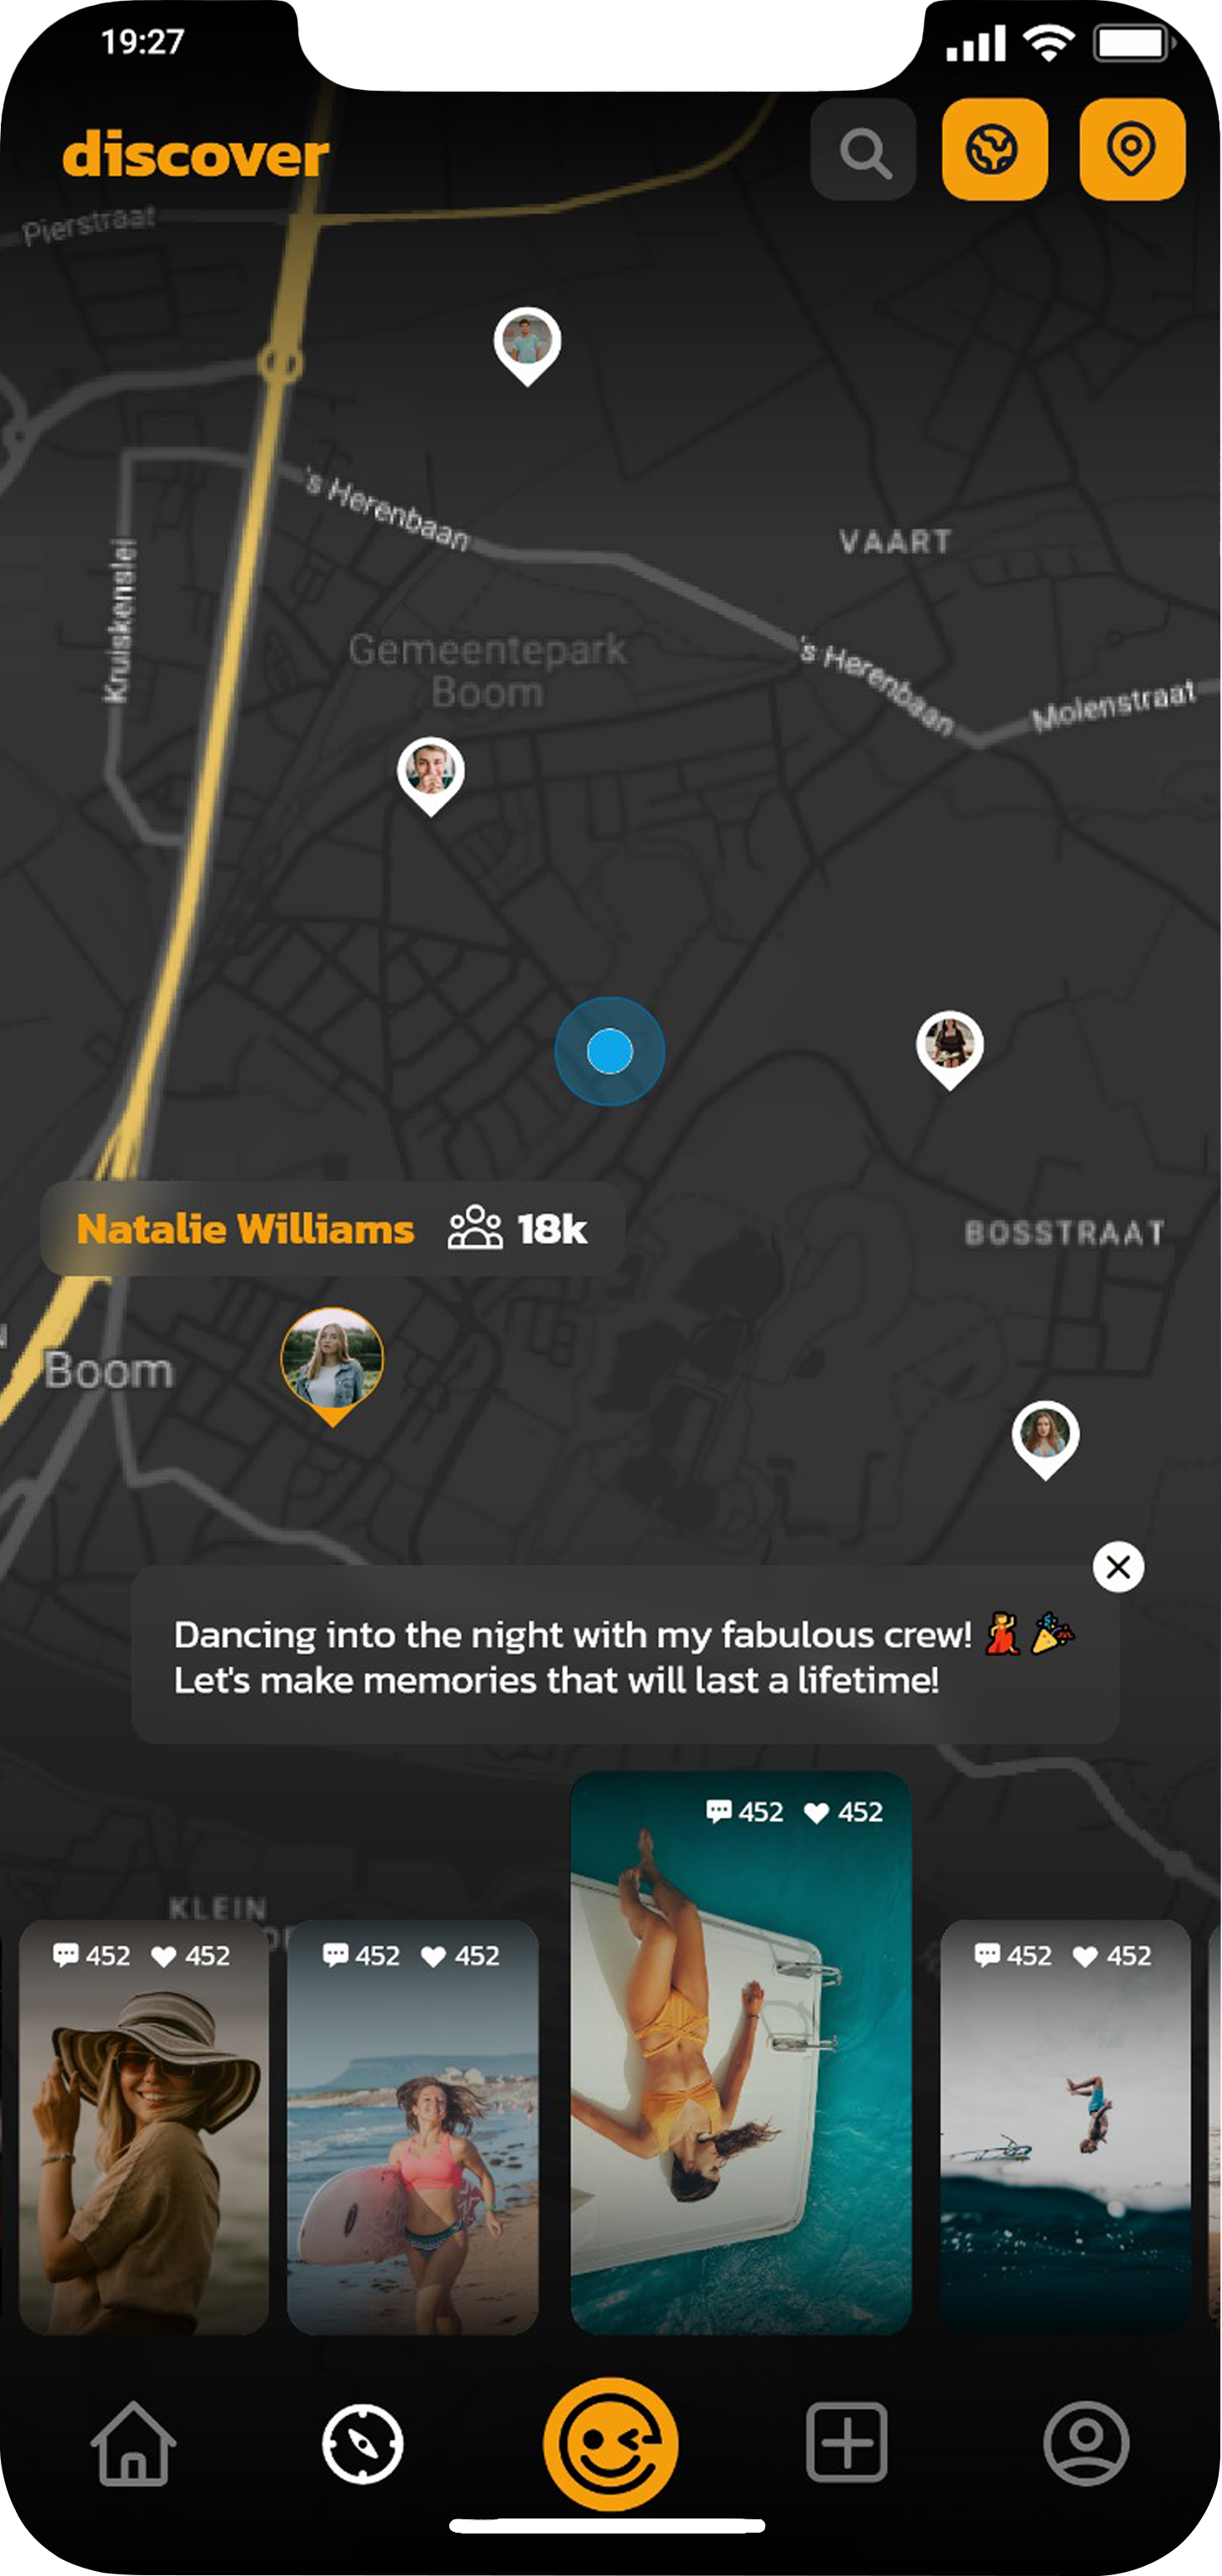 19:27
discover
Pierstraat
's Herenbaan
VAART
Kruiskenslei
Gemeentepark
Boom
's Herenbaan
Molenstraat
Natalie Williams 18k
BOSSTRAAT
Boom
Dancing into the night with my fabulous crew! 💃 🎉
Let's make memories that will last a lifetime!
452 452
KLEIN
452 452
452 452
452 452